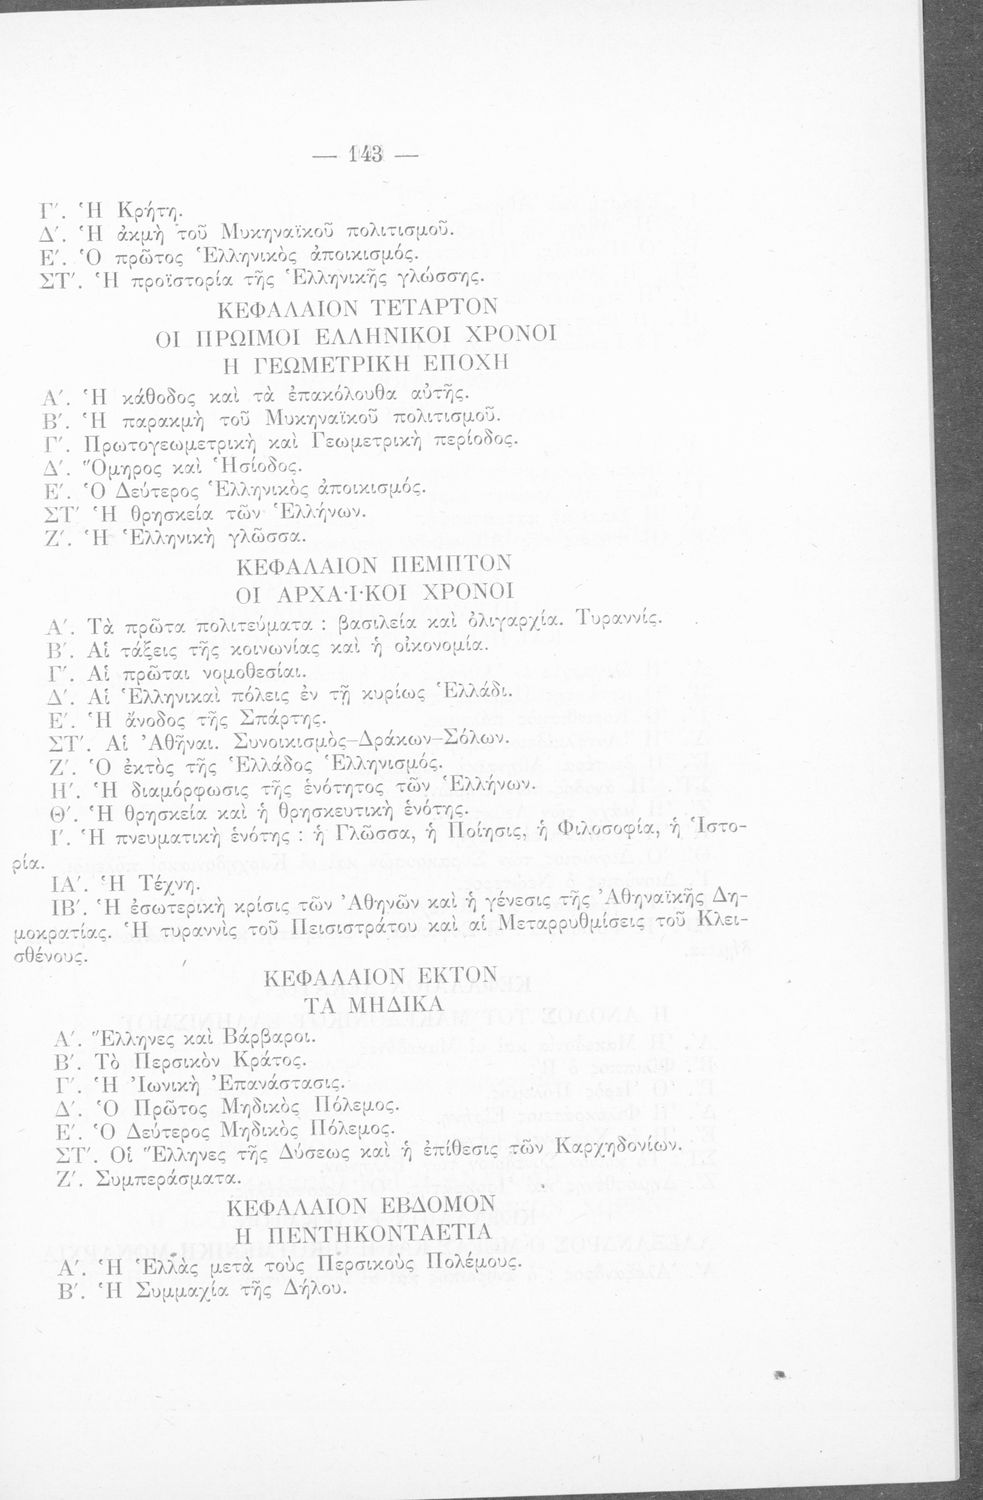 — 143 —
Γ΄. Ἡ Κρήτη.
Δ΄. Ἡ ἀκμὴ τοῦ Μυκηναϊκοῦ πολιτισμοῦ.
Ε΄. Ὁ πρῶτος Ἑλληνικὸς ἀποικισμός.
ΣΤ΄. Ἡ προϊστορία τῆς Ἑλληνικῆς γλώσσης.
ΚΕΦΑΛΑΙΟΝ ΤΕΤΑΡΤΟΝ
ΟΙ ΠΡΩΙΜΟΙ ΕΛΛΗΝΙΚΟΙ ΧΡΟΝΟΙ
Η ΓΕΩΜΕΤΡΙΚΗ ΕΠΟΧΗ
Α΄. Ἡ κάθοδος καὶ τὰ ἐπακόλουθα αὐτῆς.
Β΄. Ἡ παρακμὴ τοῦ Μυκηναϊκοῦ πολιτισμοῦ.
Γ΄. Πρωτογεωμετρικὴ καὶ Γεωμετρικὴ περίοδος.
Δ΄. Ὅμηρος καὶ Ἡσίοδος.
Ε΄. Ὁ Δεύτερος Ἑλληνικὸς ἀποικισμός.
ΣΤ΄ Ἡ θρησκεία τῶν Ἑλλήνων.
Ζ΄. Ἡ Ἑλληνικὴ γλῶσσα.
ΚΕΦΑΛΑΙΟΝ ΠΕΜΠΤΟΝ
ΟΙ ΑΡΧΑ·Ι·ΚΟΙ ΧΡΟΝΟΙ
Α΄. Τὰ πρῶτα πολιτεύματα : βασιλεία καὶ ὀλιγαρχία. Τυραννίς.
Β΄. Αἱ τάξεις τῆς κοινωνίας καὶ ἡ οἰκονομία.
Γ΄. Αἱ πρῶται νομοθεσίαι.
Δ΄. Αἱ Ἑλληνικαὶ πόλεις ἐν τῇ κυρίως Ἑλλάδι.
Ε΄. Ἡ ἄνοδος τῆς Σπάρτης.
ΣΤ΄. Αἱ Ἀθῆναι. Συνοικισμὸς–Δράκων–Σόλων.
Ζ΄. Ὁ ἐκτὸς τῆς Ἑλλάδος Ἑλληνισμός.
Η΄. Ἡ διαμόρφωσις τῆς ἑνότητος τῶν Ἑλλήνων.
Θ΄. Ἡ θρησκεία καὶ ἡ θρησκευτικὴ ἑνότης.
Ι΄. Ἡ πνευματικὴ ἑνότης : ἡ Γλῶσσα, ἡ Ποίησις, ἡ Φιλοσοφία, ἡ Ἱστο-
ρία.
ΙΑ΄. Ἡ Τέχνη.
ΙΒ΄. Ἡ ἐσωτερικὴ κρίσις τῶν Ἀθηνῶν καὶ ἡ γένεσις τῆς Ἀθηναϊκῆς Δη-
μοκρατίας. Ἡ τυραννὶς τοῦ Πεισιστράτου καὶ αἱ Μεταρρυθμίσεις τοῦ Κλει-
σθένους.
ΚΕΦΑΛΑΙΟΝ ΕΚΤΟΝ
ΤΑ ΜΗΔΙΚΑ
Α΄. Ἕλληνες καὶ Βάρβαροι.
Β΄. Τὸ Περσικὸν Κράτος.
Γ΄. Ἡ Ἰωνικὴ Ἐπανάστασις.
Δ΄. Ὁ Πρῶτος Μηδικὸς Πόλεμος.
Ε΄. Ὁ Δεύτερος Μηδικὸς Πόλεμος.
ΣΤ΄. Οἱ Ἕλληνες τῆς Δύσεως καὶ ἡ ἐπίθεσις τῶν Καρχηδονίων.
Ζ΄. Συμπεράσματα.
ΚΕΦΑΛΑΙΟΝ ΕΒΔΟΜΟΝ
Η ΠΕΝΤΗΚΟΝΤΑΕΤΙΑ
Α΄. Ἡ Ἑλλὰς μετὰ τοὺς Περσικοὺς Πολέμους.
Β΄. Ἡ Συμμαχία τῆς Δήλου.